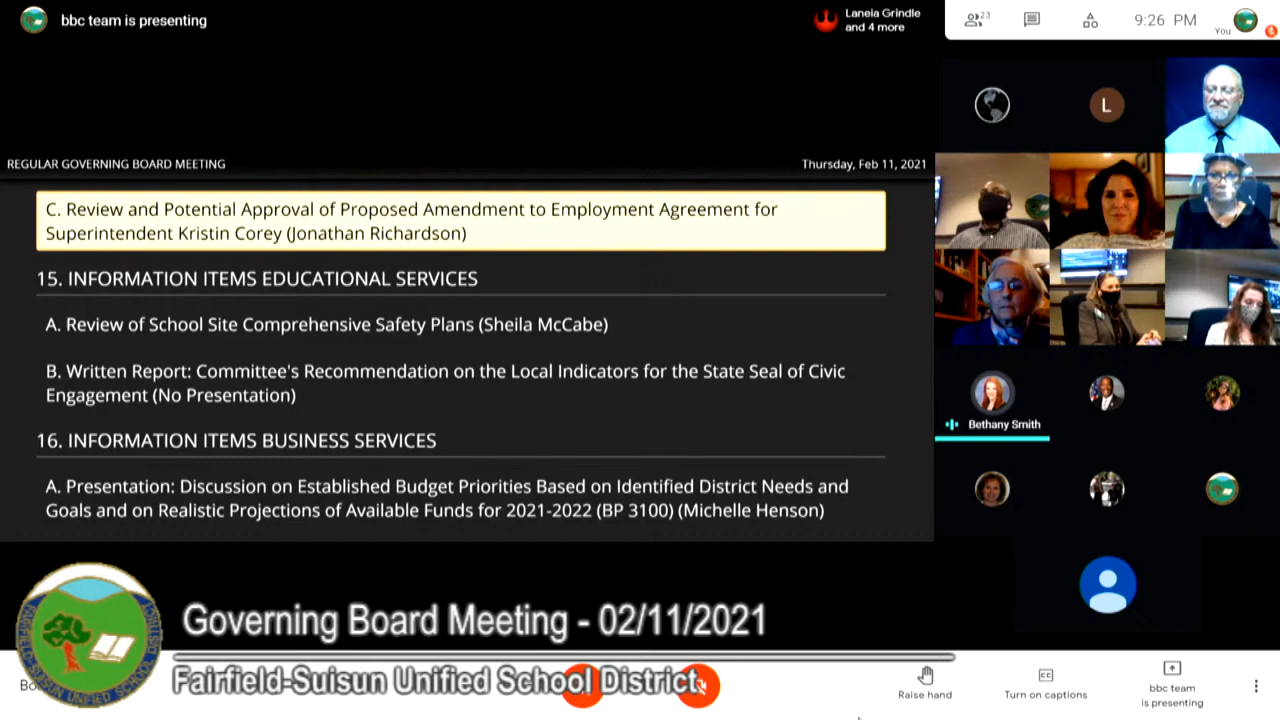 bbc team is presenting
Laneia Grindle
and 4 more
23
9:26 PM
You
L
REGULAR GOVERNING BOARD MEETING
Thursday, Feb 11, 2021
C. Review and Potential Approval of Proposed Amendment to Employment Agreement for
Superintendent Kristin Corey (Jonathan Richardson)
15. INFORMATION ITEMS EDUCATIONAL SERVICES
A. Review of School Site Comprehensive Safety Plans (Sheila McCabe)
B. Written Report: Committee's Recommendation on the Local Indicators for the State Seal of Civic
Engagement (No Presentation)
16. INFORMATION ITEMS BUSINESS SERVICES
A. Presentation: Discussion on Established Budget Priorities Based on Identified District Needs and
Goals and on Realistic Projections of Available Funds for 2021-2022 (BP 3100) (Michelle Henson)
Bethany Smith
Governing Board Meeting - 02/11/2021
Fairfield-Suisun Unified School District
FAIRFIELD-SUISUN UNIFIED SCHOOL DISTRICT
Raise hand
CC
Turn on captions
bbc team
is presenting